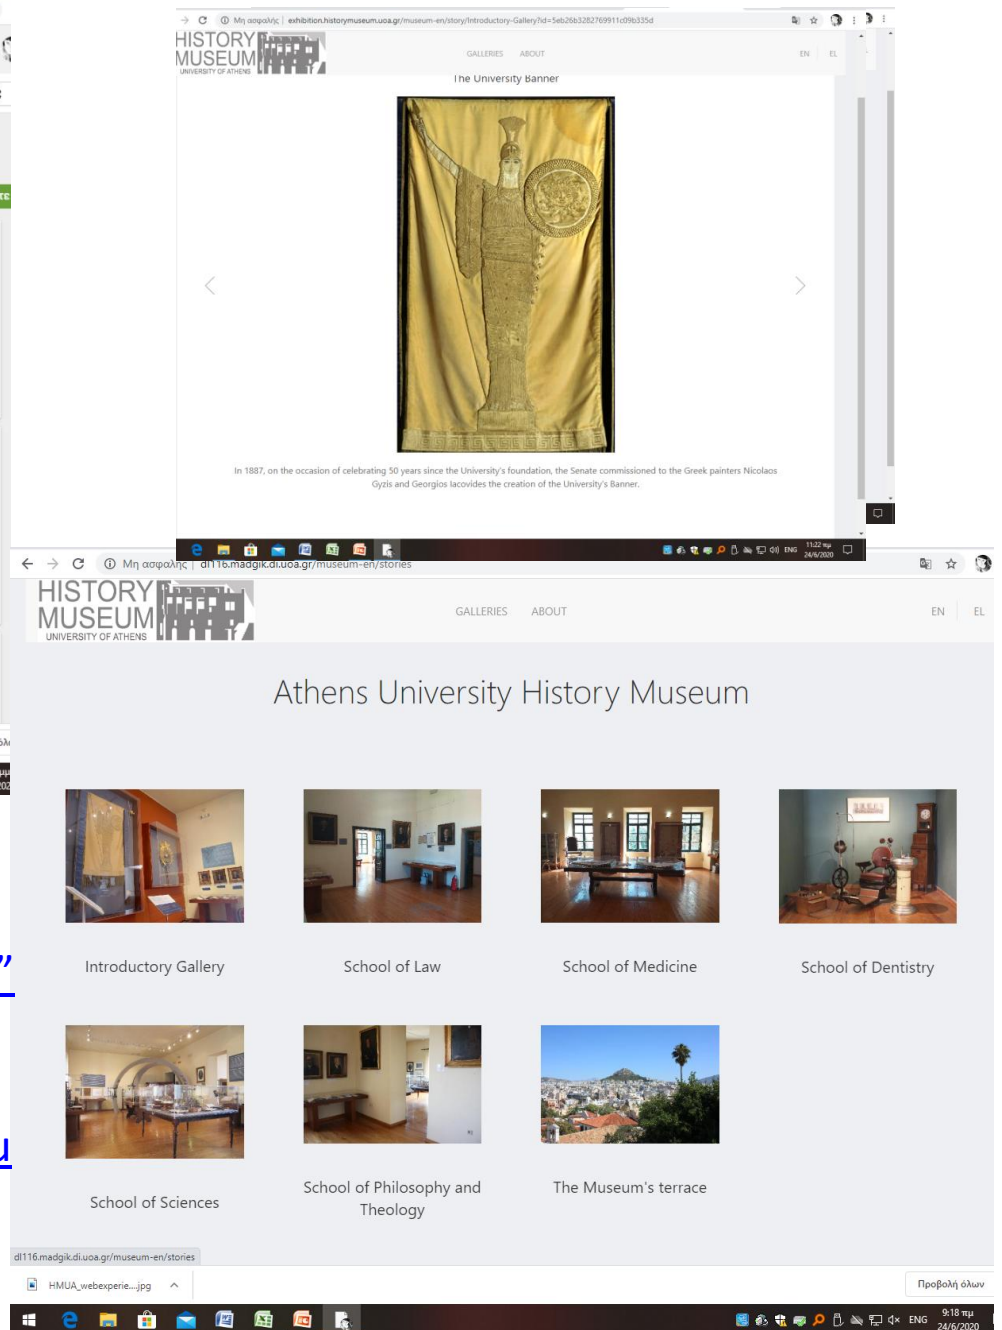 Μη ασφαλής | exhibition.historymuseum.uoa.gr/museum-en/story/Introductory-Gallery?id=5eb26b3282769911c09b335d
HISTORY
MUSEUM
UNIVERSITY OF ATHENS
GALLERIES ABOUT
EN EL
The University Banner
In 1887, on the occasion of celebrating 50 years since the University's foundation, the Senate commissioned to the Greek painters Nicolaos
Gyzis and Georgios Iacovides the creation of the University's Banner.
ENG
11:22 πμ
24/6/2020
Μη ασφαλής | dl116.madgik.di.uoa.gr/museum-en/stories
HISTORY
MUSEUM
UNIVERSITY OF ATHENS
GALLERIES ABOUT
EN EL
Athens University History Museum
Introductory Gallery
School of Law
School of Medicine
School of Dentistry
School of Sciences
School of Philosophy and
Theology
The Museum's terrace
dl116.madgik.di.uoa.gr/museum-en/stories
HMUA_webexperie....jpg
Προβολή όλων
ENG
9:18 πμ
24/6/2020